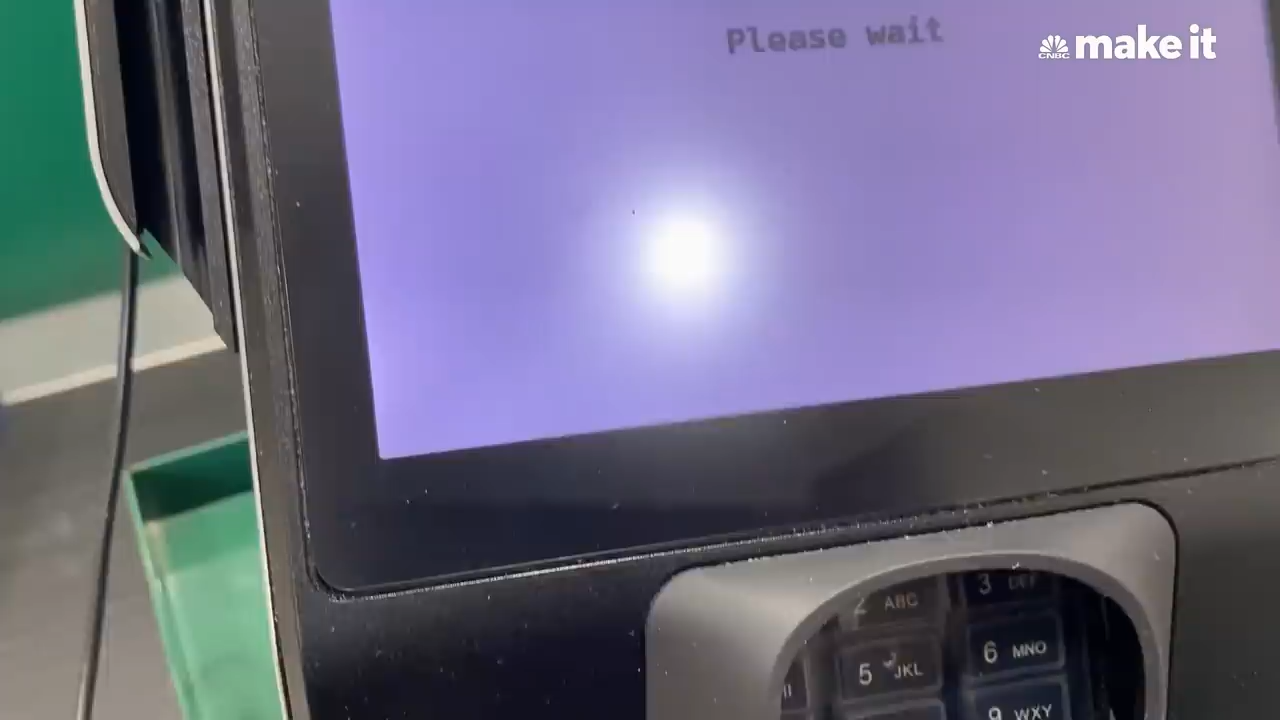 Please wait
CNBC make it
2 ABC
3 DEF
5 JKL
6 MNO
9 WXY